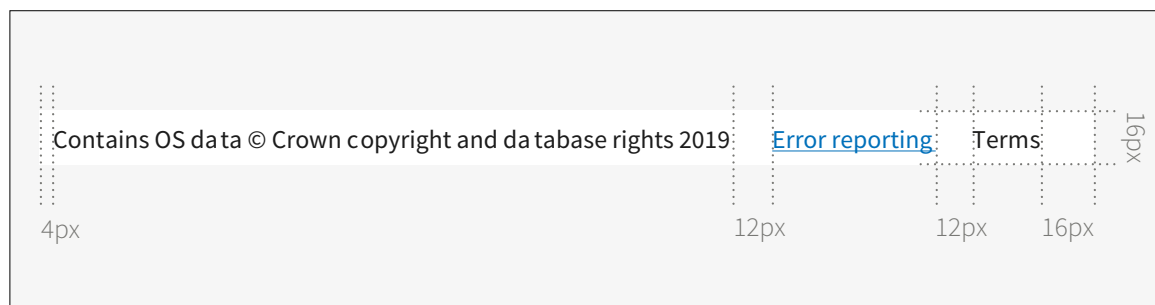 Contains OS data © Crown copyright and database rights 2019 Error reporting Terms
16px
4px 12px 12px 16px